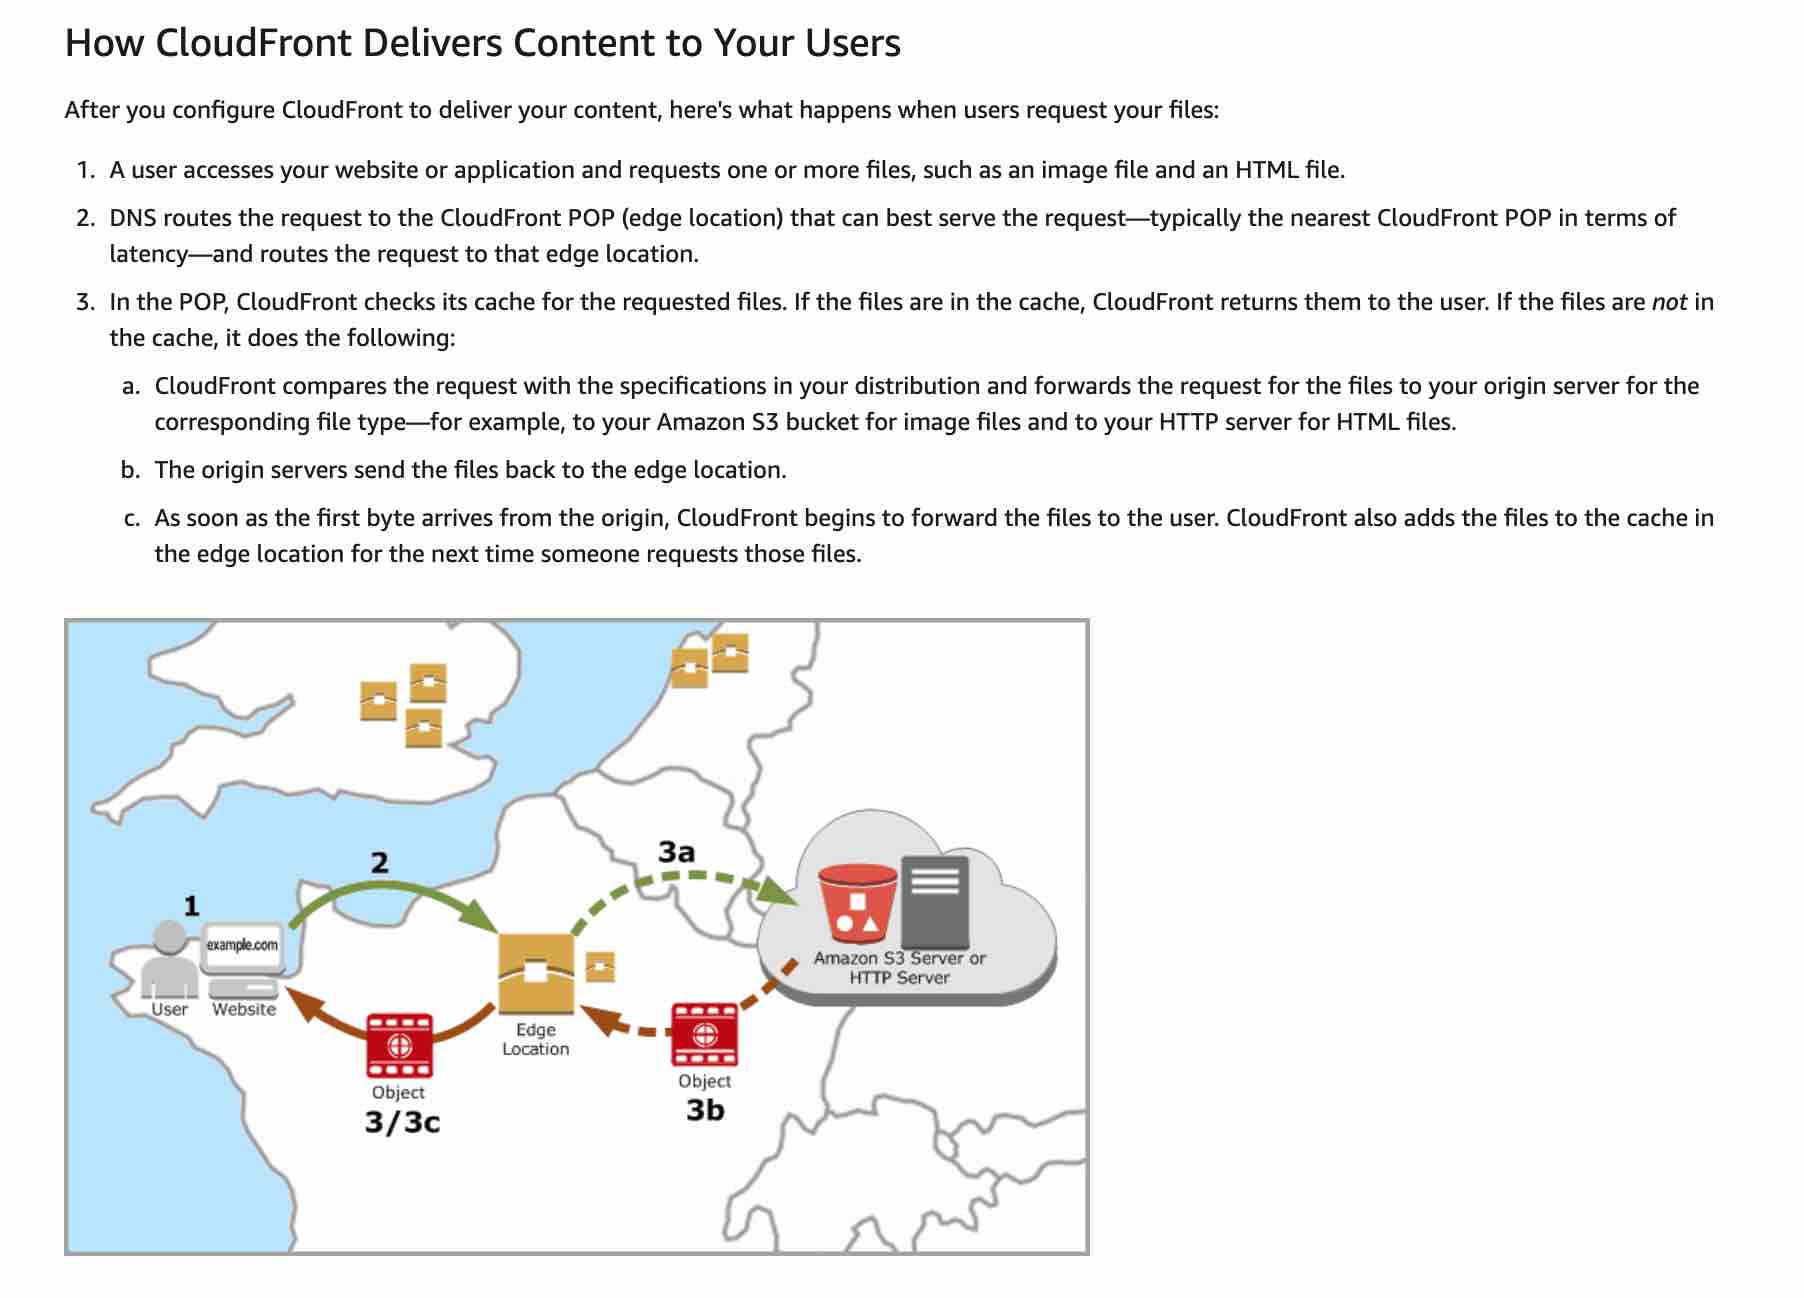 How CloudFront Delivers Content to Your Users
After you configure CloudFront to deliver your content, here's what happens when users request your files:
1. A user accesses your website or application and requests one or more files, such as an image file and an HTML file.
2. DNS routes the request to the CloudFront POP (edge location) that can best serve the request—typically the nearest CloudFront POP in terms of
latency—and routes the request to that edge location.
3. In the POP, CloudFront checks its cache for the requested files. If the files are in the cache, CloudFront returns them to the user. If the files are not in
the cache, it does the following:
a. CloudFront compares the request with the specifications in your distribution and forwards the request for the files to your origin server for the
corresponding file type—for example, to your Amazon S3 bucket for image files and to your HTTP server for HTML files.
b. The origin servers send the files back to the edge location.
c. As soon as the first byte arrives from the origin, CloudFront begins to forward the files to the user. CloudFront also adds the files to the cache in
the edge location for the next time someone requests those files.
3a
2
1
example.com
Amazon S3 Server or
HTTP Server
User Website
Edge
Location
Object
3b
Object
3/3c